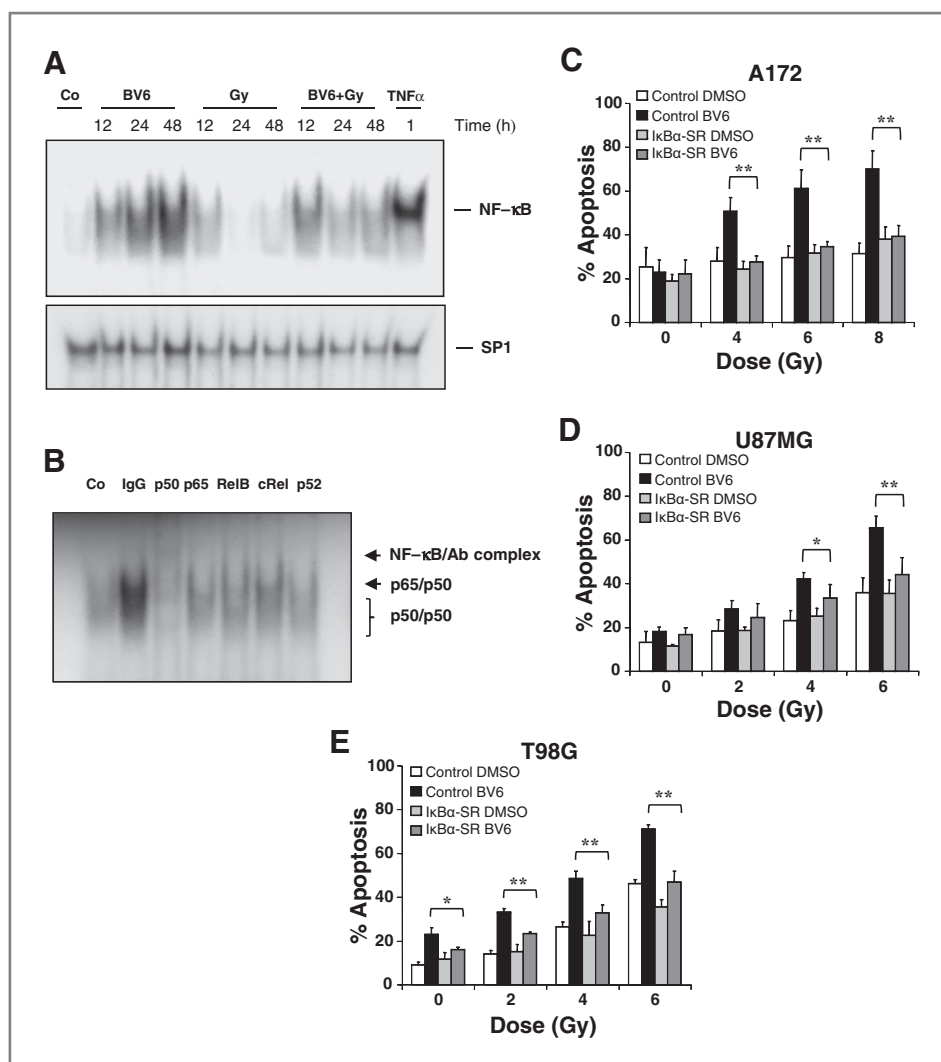 A
Co BV6 Gy BV6+Gy TNFα
12 24 48 12 24 48 12 24 48 1 Time (h)
NF-κB
SP1
B
Co IgG p50 p65 RelB cRel p52
NF-κB/Ab complex
p65/p50
p50/p50
C
A172
100
80
60
40
20
0
% Apoptosis
Control DMSO
Control BV6
IκBα-SR DMSO
IκBα-SR BV6
** ** **
0 4 6 8
Dose (Gy)
D
U87MG
100
80
60
40
20
0
% Apoptosis
Control DMSO
Control BV6
IκBα-SR DMSO
IκBα-SR BV6
* **
0 2 4 6
Dose (Gy)
E
T98G
100
80
60
40
20
0
% Apoptosis
Control DMSO
Control BV6
IκBα-SR DMSO
IκBα-SR BV6
* ** ** **
0 2 4 6
Dose (Gy)